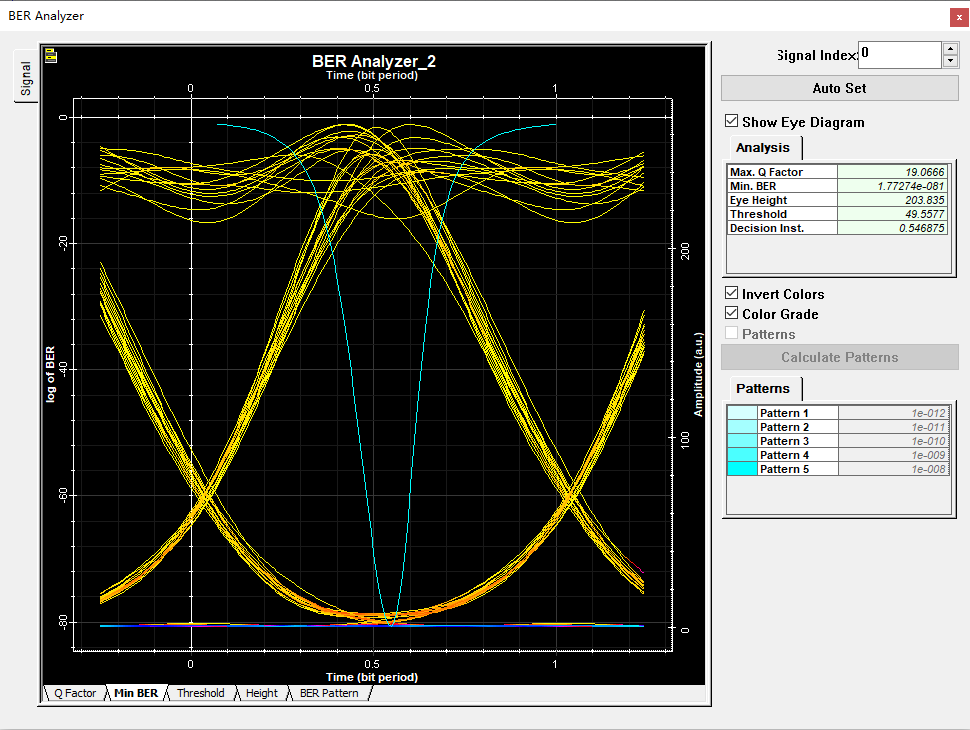 BER Analyzer
x
Signal
BER Analyzer_2
Time (bit period)
0 0.5 1
0
-20
-40
-60
-80
log of BER
200
100
0
Amplitude (a.u.)
0 0.5 1
Time (bit period)
Q Factor Min BER Threshold Height BER Pattern
Signal Index: 0
Auto Set
Show Eye Diagram
Analysis
Max. Q Factor 19.0666
Min. BER 1.77274e-081
Eye Height 203.835
Threshold 49.5577
Decision Inst. 0.546875
Invert Colors
Color Grade
Patterns
Calculate Patterns
Patterns
Pattern 1 1e-012
Pattern 2 1e-011
Pattern 3 1e-010
Pattern 4 1e-009
Pattern 5 1e-008